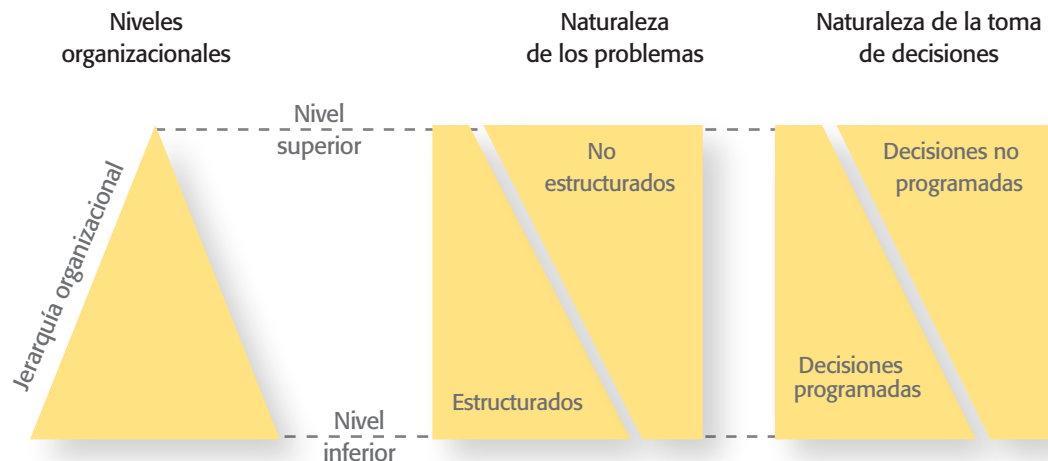 Niveles
organizacionales
Naturaleza
de los problemas
Naturaleza de la toma
de decisiones
Nivel
superior
No
estructurados
Decisiones no
programadas
Jerarquía organizacional
Estructurados
Decisiones
programadas
Nivel
inferior